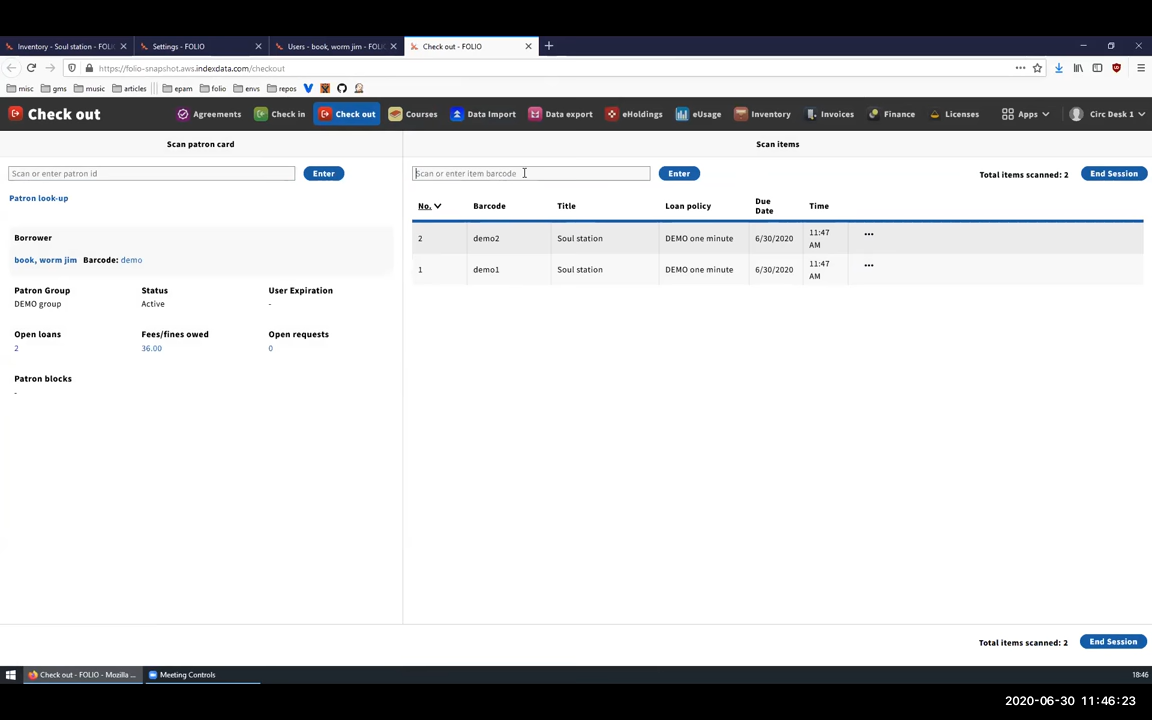 Inventory - Soul station - FOLI
Settings - FOLIO
Users - book, worm jim - FOLIO
Check out - FOLIO
https://folio-snapshot.aws.indexdata.com/checkout
misc
gms
music
articles
epam
folio
envs
repos
Check out
Agreements
Check in
Check out
Courses
Data Import
Data export
eHoldings
eUsage
Inventory
Invoices
Finance
Licenses
Apps
Circ Desk 1
Scan patron card
Scan items
Scan or enter patron id
Enter
Scan or enter item barcode
Enter
Total items scanned: 2
End Session
Patron look-up
No.
Barcode
Title
Loan policy
Due
Date
Time
2
demo2
Soul station
DEMO one minute
6/30/2020
11:47
AM
•••
1
demo1
Soul station
DEMO one minute
6/30/2020
11:47
AM
•••
Borrower
book, worm jim Barcode: demo
Patron Group
Status
User Expiration
DEMO group
Active
-
Open loans
Fees/fines owed
Open requests
2
36.00
0
Patron blocks
-
Total items scanned: 2
End Session
Check out - FOLIO - Mozilla ...
Meeting Controls
18:46
2020-06-30 11:46:23